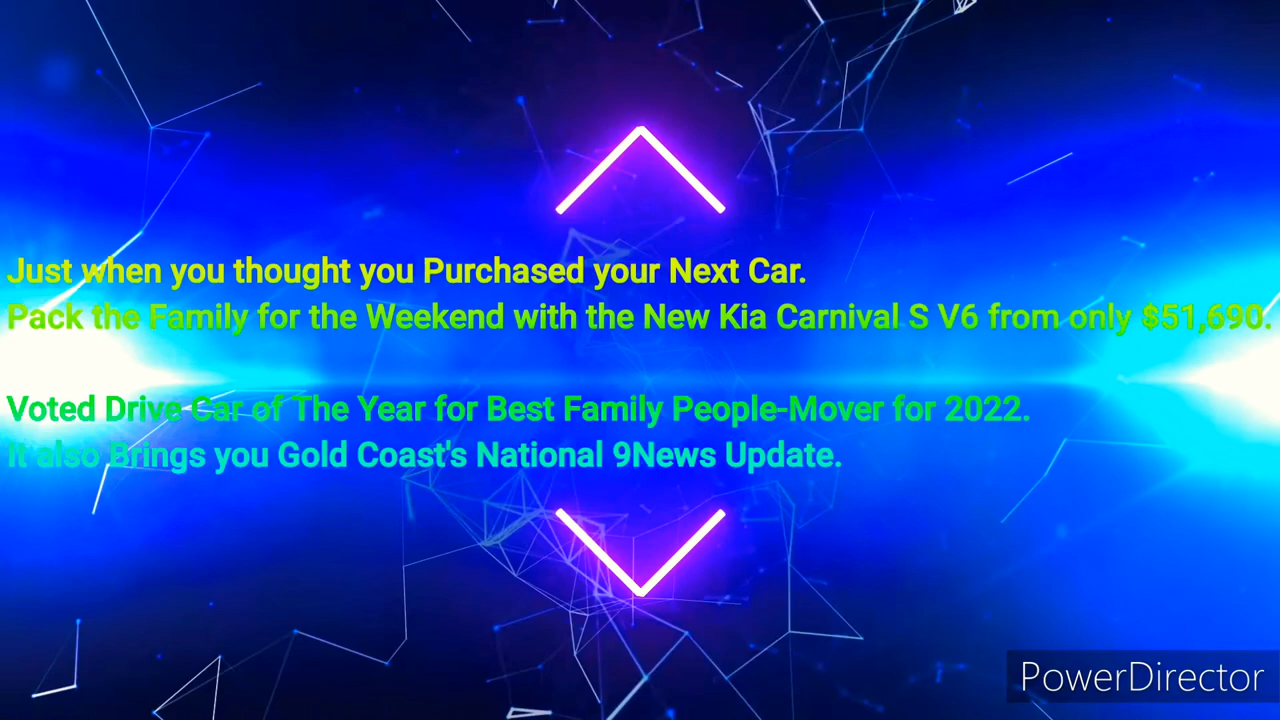 Just when you thought you Purchased your Next Car.
Pack the Family for the Weekend with the New Kia Carnival S V6 from only $51,690.
Voted Drive Car of The Year for Best Family People-Mover for 2022.
It also Brings you Gold Coast's National 9News Update.
PowerDirector